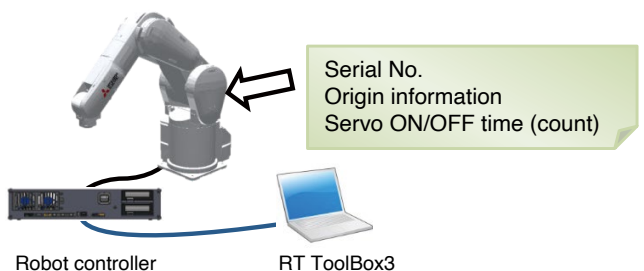 Serial No.
Origin information
Servo ON/OFF time (count)
Robot controller
RT ToolBox3